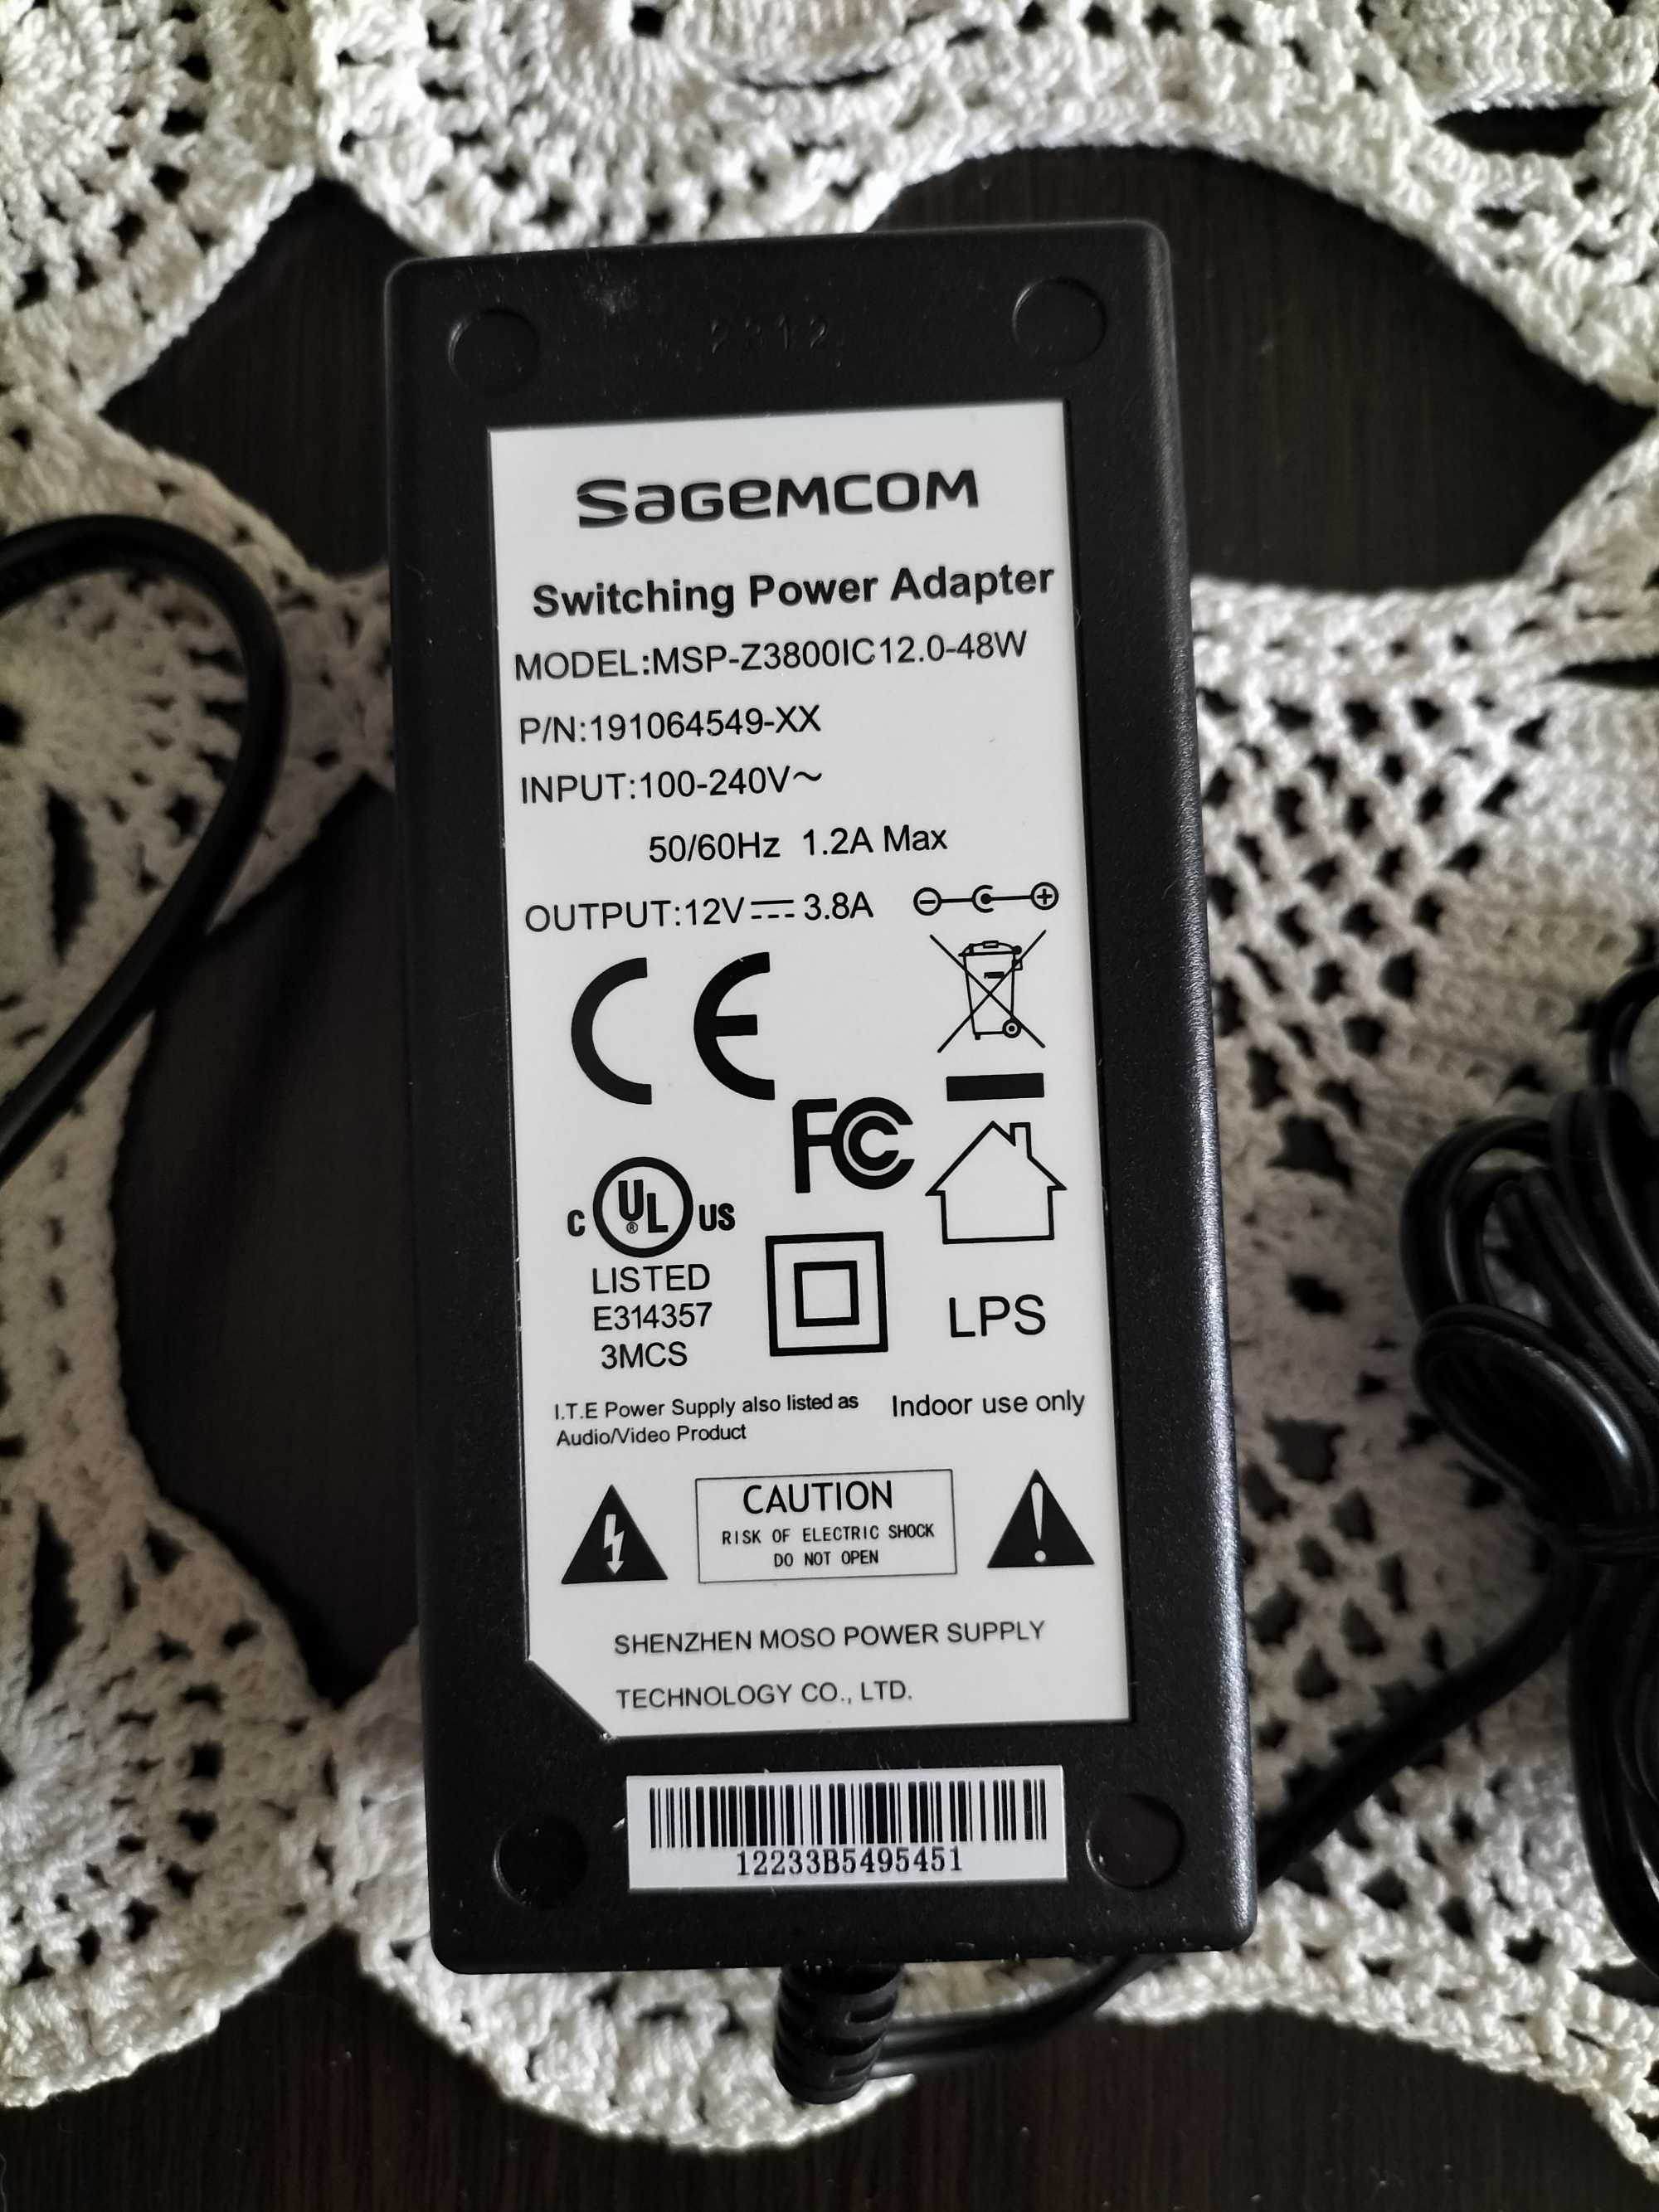 SAGEMCOM
Switching Power Adapter
MODEL:MSP-Z3800IC12.0-48W
P/N:191064549-XX
INPUT:100-240V~
50/60Hz 1.2A Max
OUTPUT:12V⎓3.8A
CE
FC
c UL® US
LISTED
E314357
3MCS
LPS
I.T.E Power Supply also listed as
Audio/Video Product
Indoor use only
CAUTION
RISK OF ELECTRIC SHOCK
DO NOT OPEN
SHENZHEN MOSO POWER SUPPLY
TECHNOLOGY CO., LTD.
12233B5495451